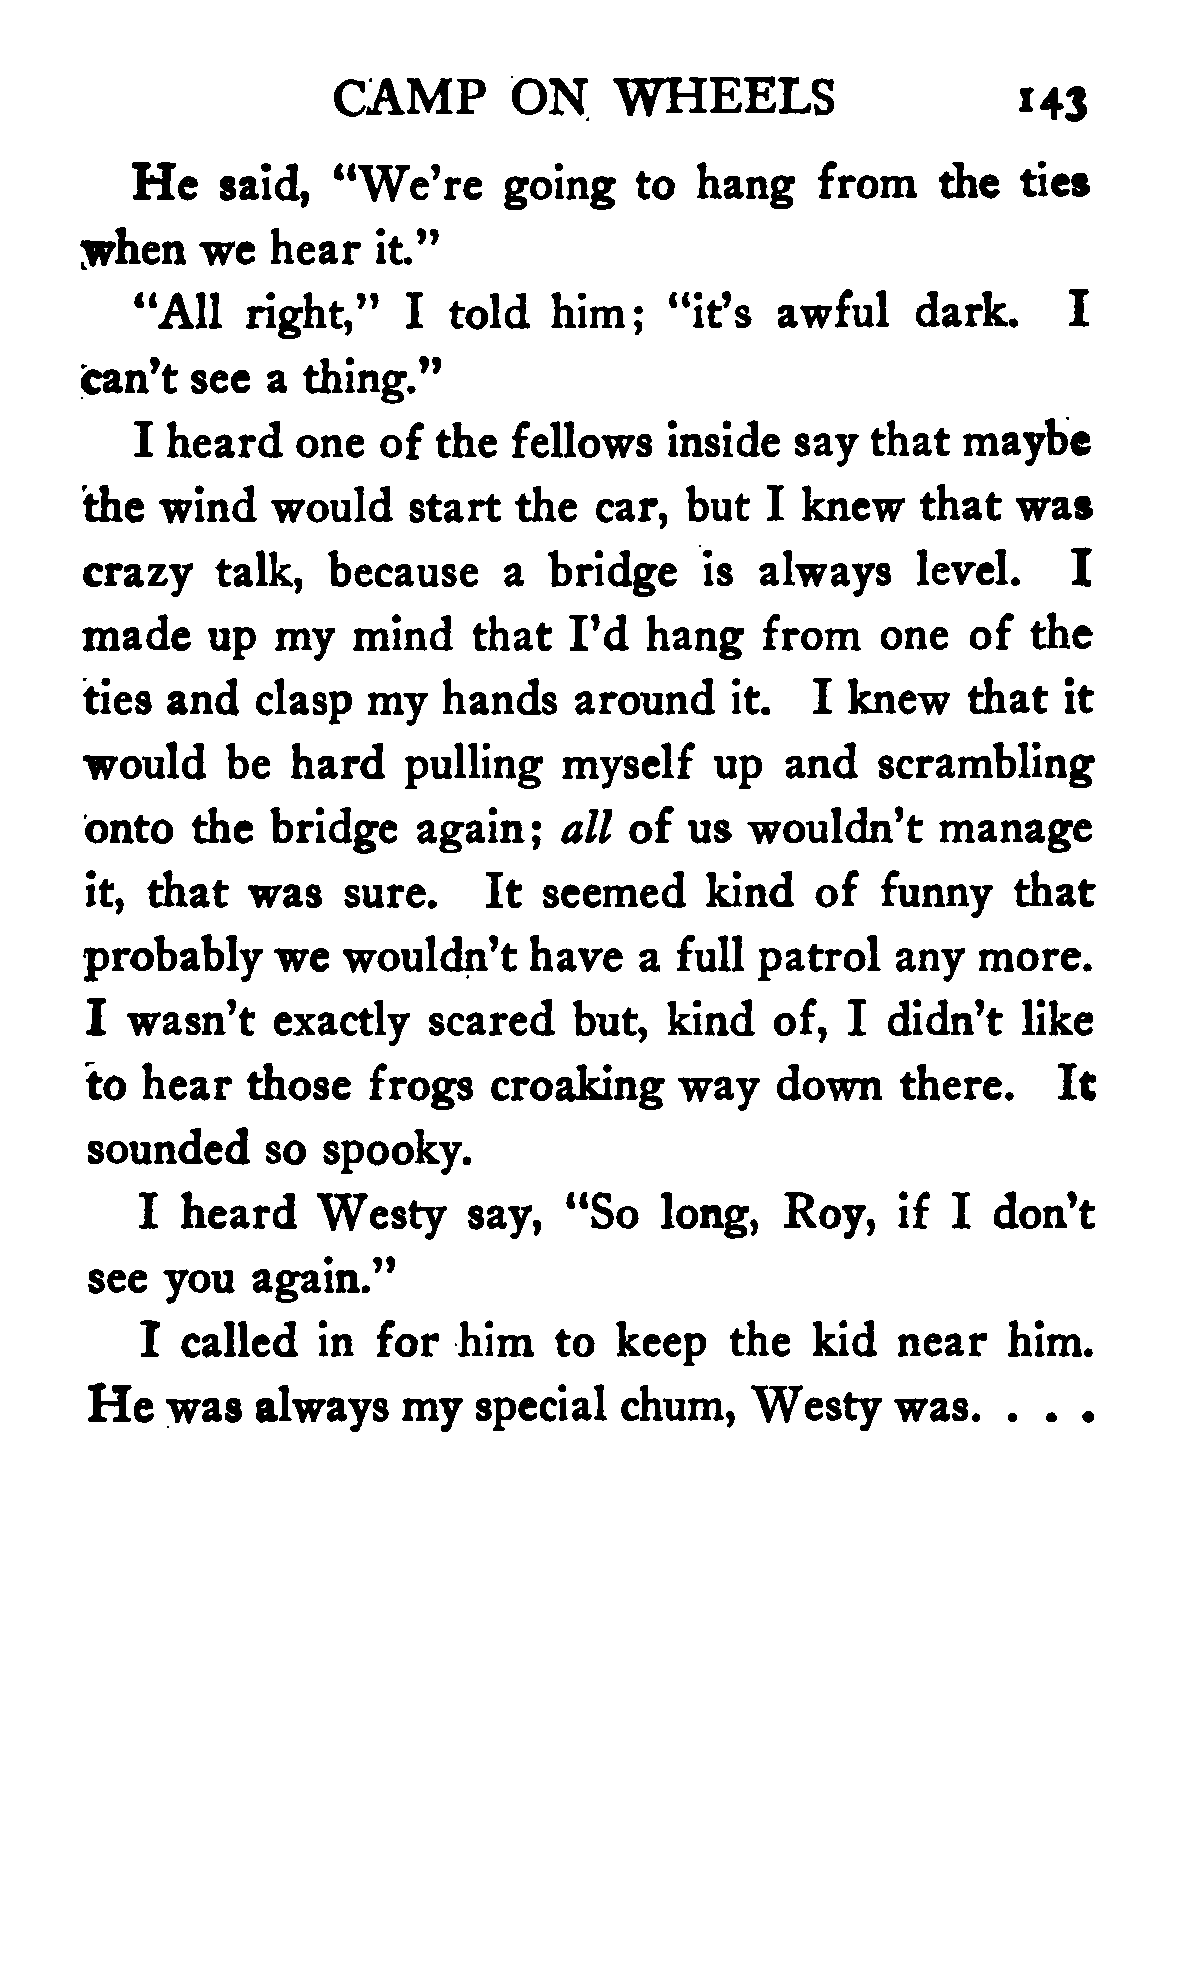 CAMP ON WHEELS 143
He said, “We’re going to hang from the ties
when we hear it.”
“All right,” I told him; “it’s awful dark. I
can’t see a thing.”
I heard one of the fellows inside say that maybe
the wind would start the car, but I knew that was
crazy talk, because a bridge is always level. I
made up my mind that I’d hang from one of the
ties and clasp my hands around it. I knew that it
would be hard pulling myself up and scrambling
onto the bridge again; all of us wouldn’t manage
it, that was sure. It seemed kind of funny that
probably we wouldn’t have a full patrol any more.
I wasn’t exactly scared but, kind of, I didn’t like
to hear those frogs croaking way down there. It
sounded so spooky.
I heard Westy say, “So long, Roy, if I don’t
see you again.”
I called in for him to keep the kid near him.
He was always my special chum, Westy was. . . .